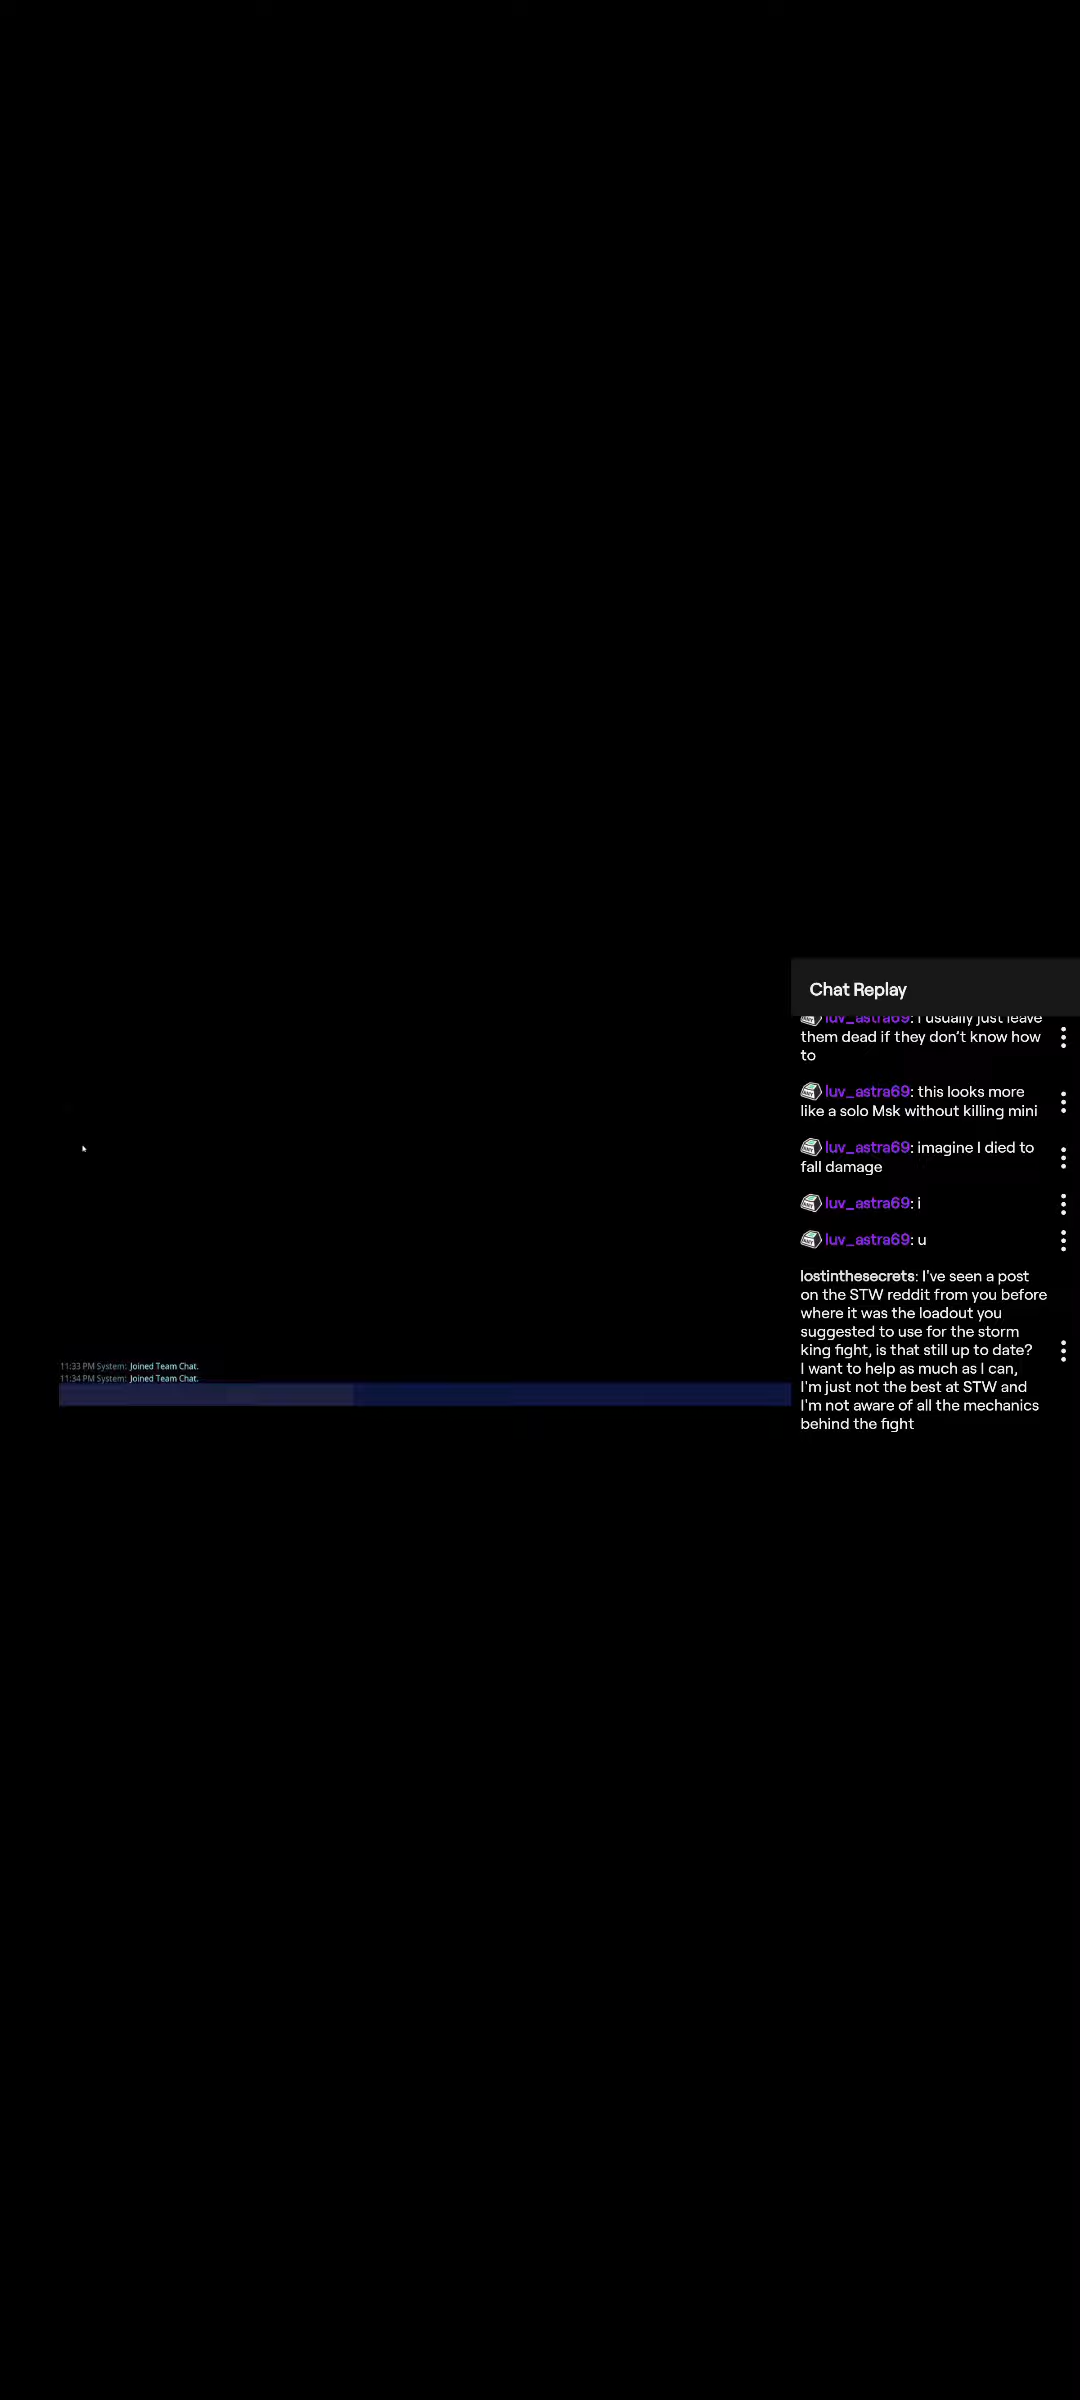 Chat Replay
luv_astra69: I usually just leave
them dead if they don't know how
to
luv_astra69: this looks more
like a solo Msk without killing mini
luv_astra69: imagine I died to
fall damage
luv_astra69: i
luv_astra69: u
lostinthesecrets: I've seen a post
on the STW reddit from you before
where it was the loadout you
suggested to use for the storm
king fight, is that still up to date?
I want to help as much as I can,
I'm just not the best at STW and
I'm not aware of all the mechanics
behind the fight
11:33 PM System: Joined Team Chat.
11:34 PM System: Joined Team Chat.